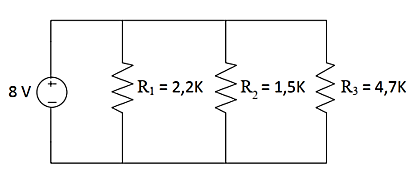 8 V
+
−
R₁ = 2,2K
R₂ = 1,5K
R₃ = 4,7K